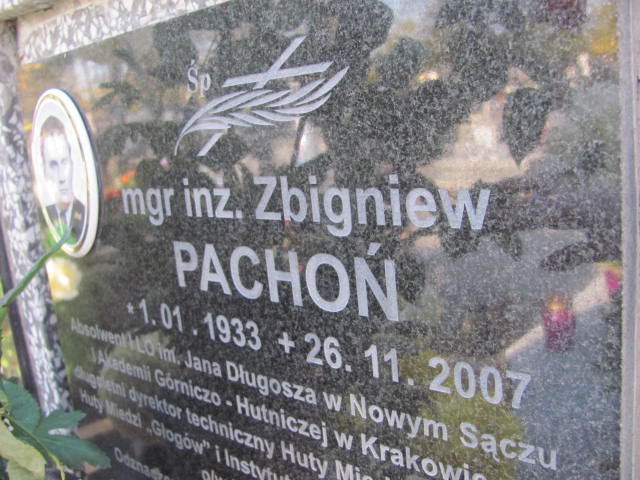 Śp
mgr inż. Zbigniew
PACHOŃ
* 1.01.1933 + 26.11.2007
Absolwent I LO im. Jana Długosza w Nowym Sączu
i Akademii Górniczo - Hutniczej w Krakowie
długoletni dyrektor techniczny Huty
Huty Miedzi „Głogów" i